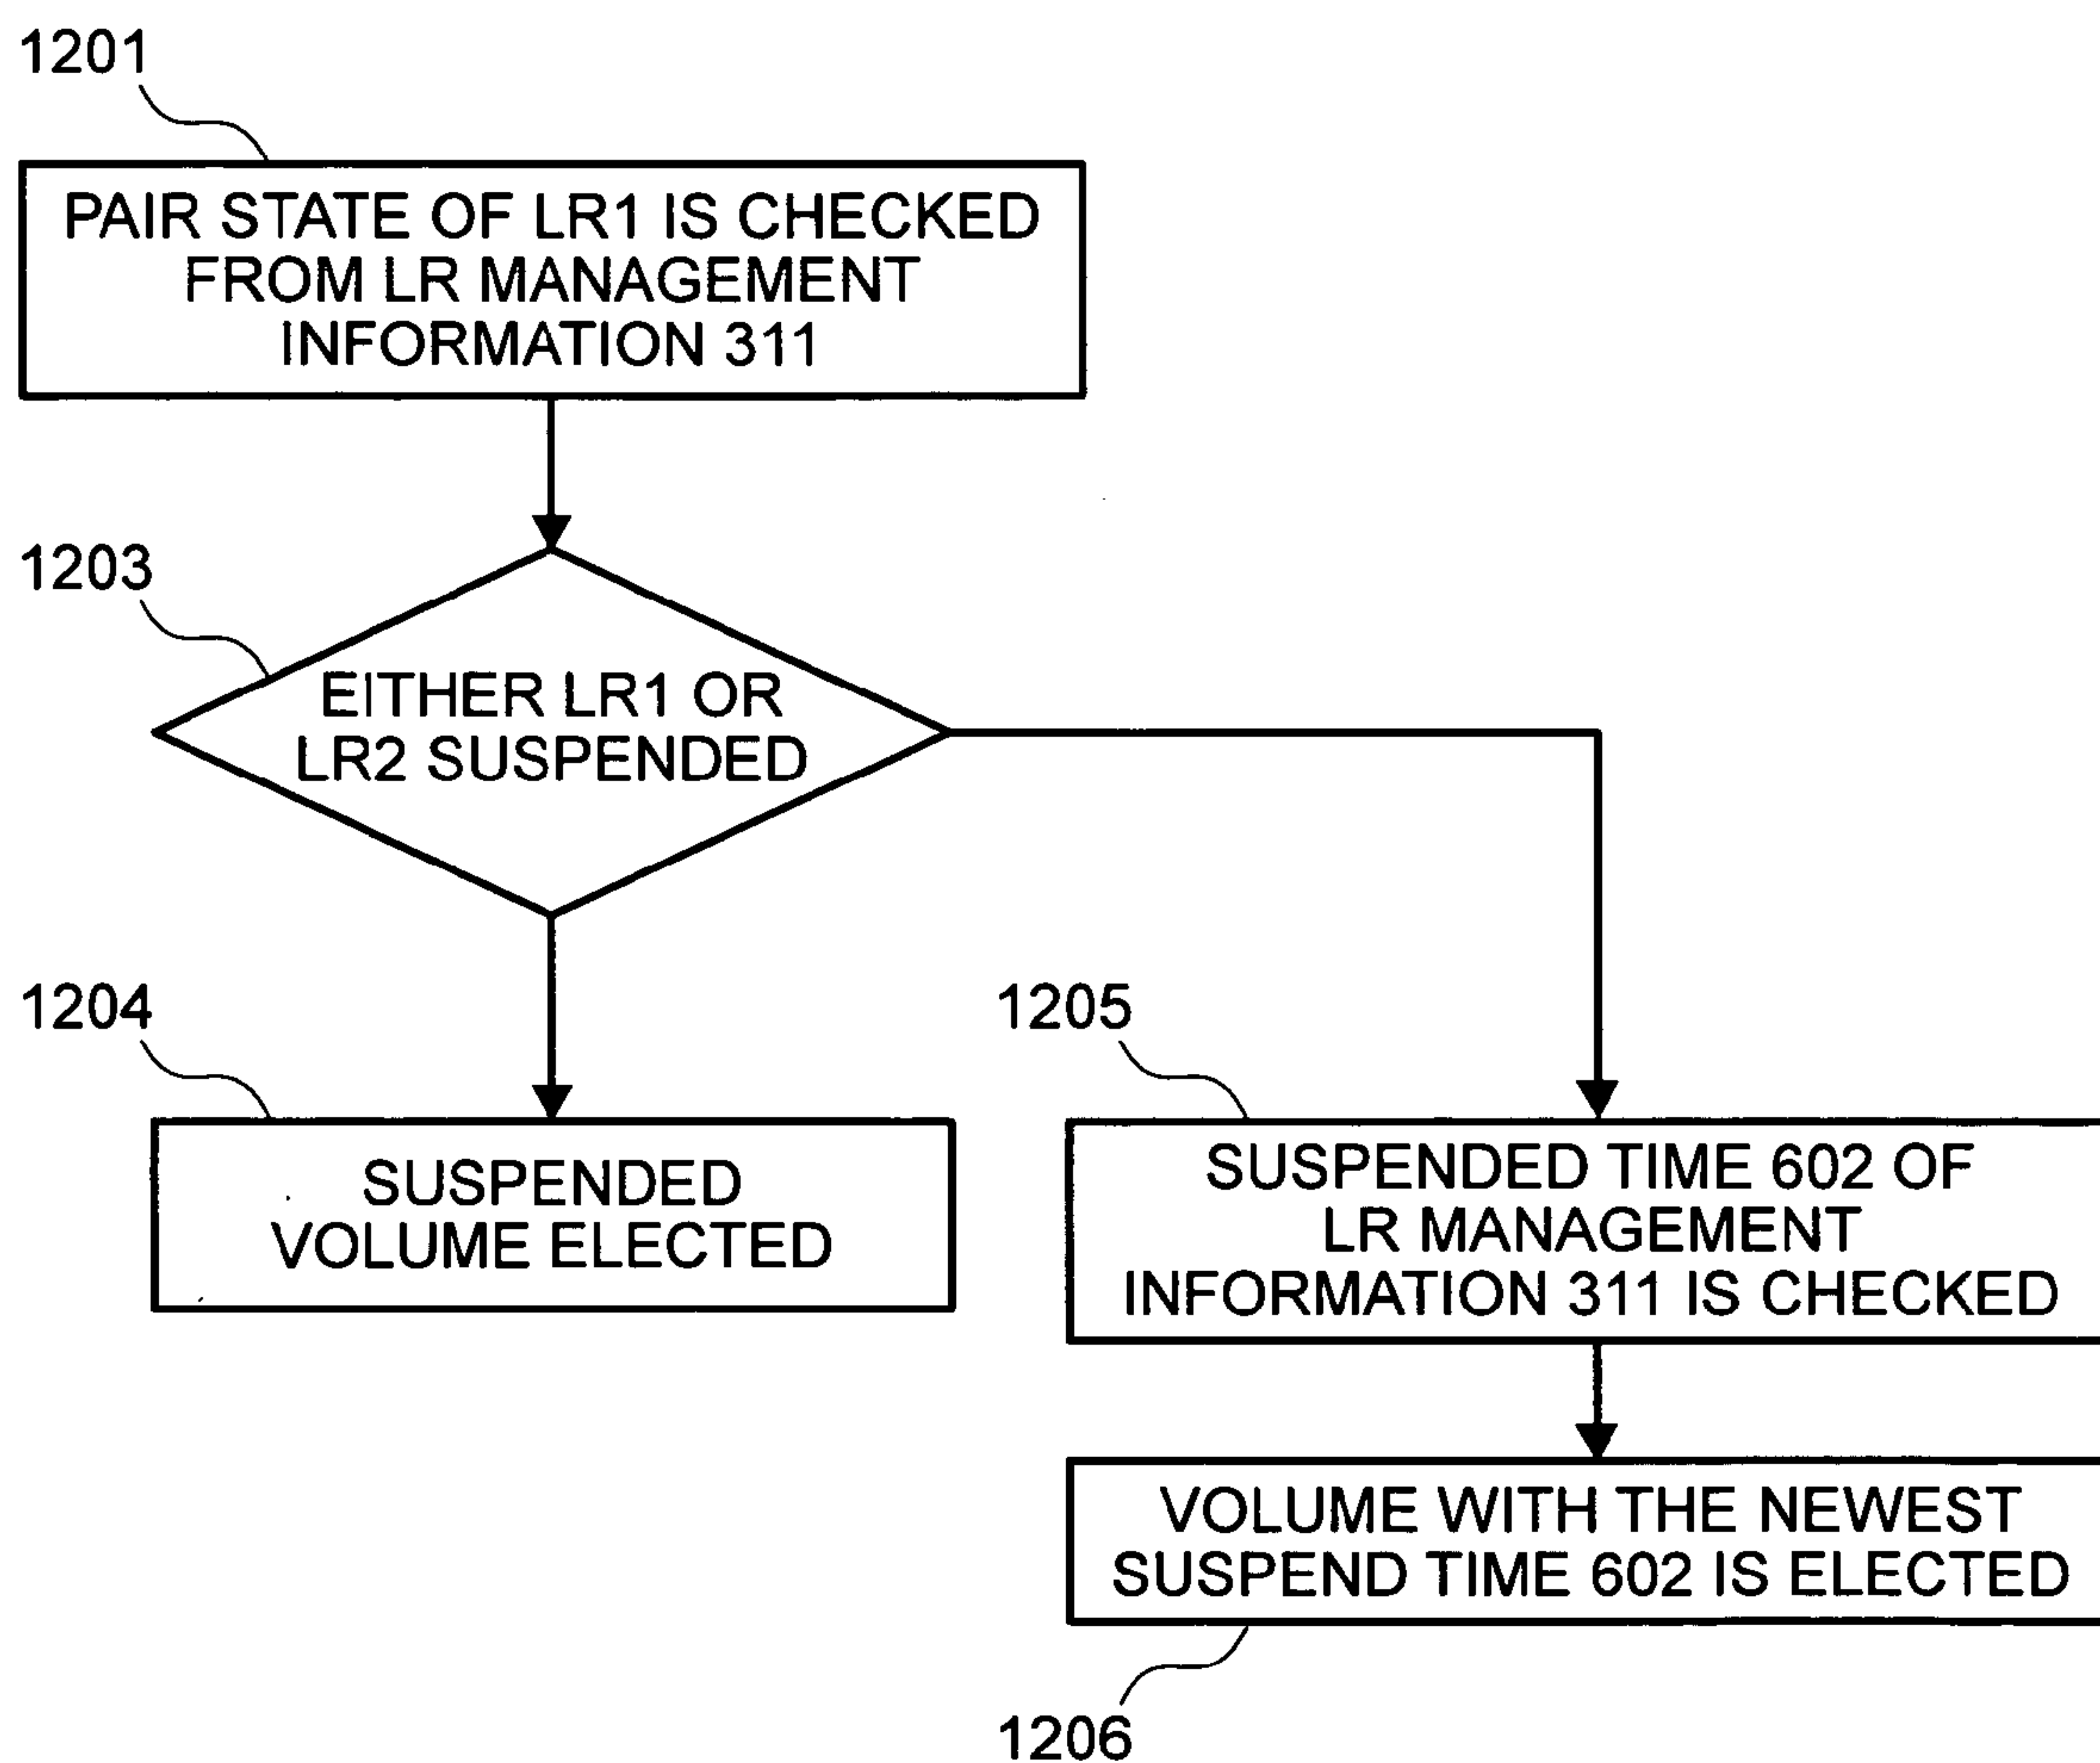 1201
PAIR STATE OF LR1 IS CHECKED
FROM LR MANAGEMENT
INFORMATION 311
1203
EITHER LR1 OR
LR2 SUSPENDED
1204
SUSPENDED
VOLUME ELECTED
1205
SUSPENDED TIME 602 OF
LR MANAGEMENT
INFORMATION 311 IS CHECKED
VOLUME WITH THE NEWEST
SUSPEND TIME 602 IS ELECTED
1206